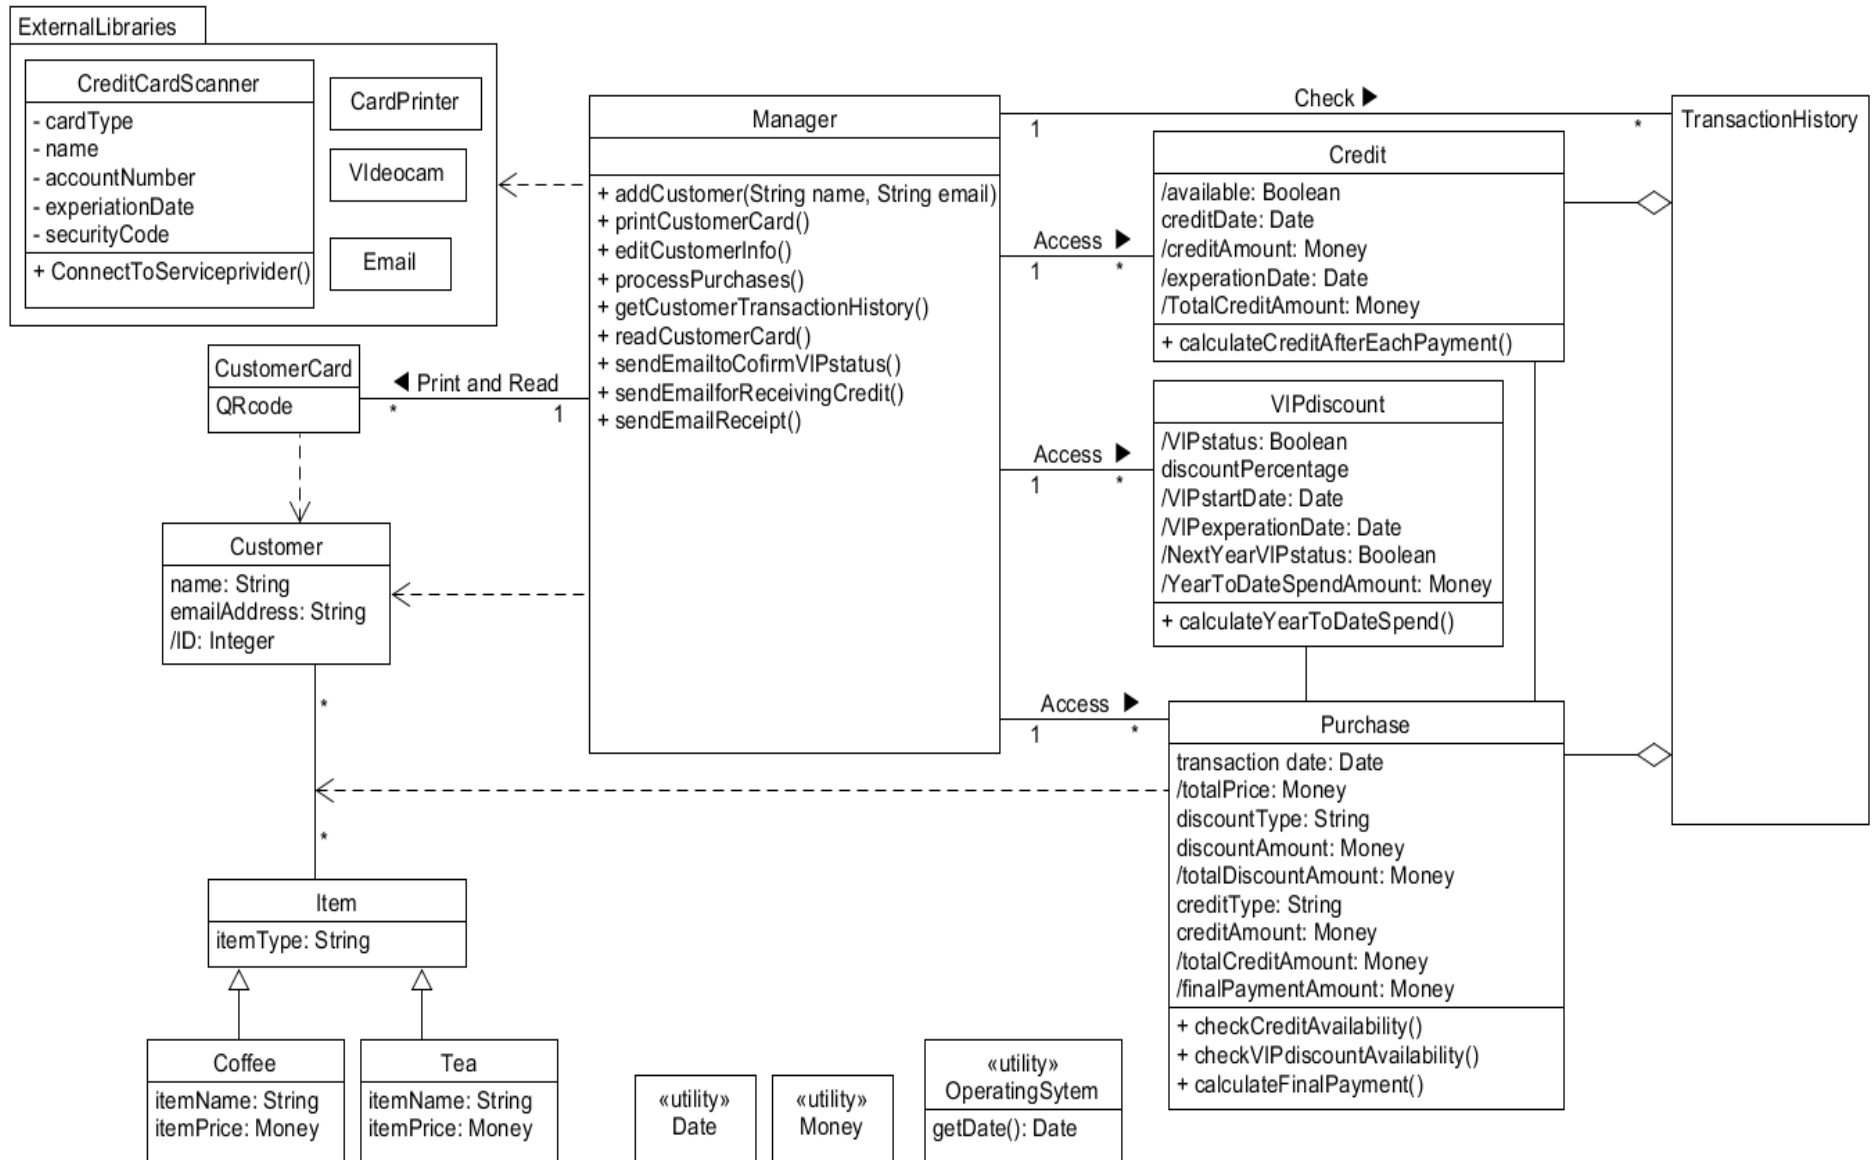 ExternalLibraries
CreditCardScanner
- cardType
- name
- accountNumber
- experiationDate
- securityCode
+ ConnectToServiceprivider()
CardPrinter
VIdeocam
Email
Manager
+ addCustomer(String name, String email)
+ printCustomerCard()
+ editCustomerInfo()
+ processPurchases()
+ getCustomerTransactionHistory()
+ readCustomerCard()
+ sendEmailtoCofirmVIPstatus()
+ sendEmailforReceivingCredit()
+ sendEmailReceipt()
Check ▶
1
*
TransactionHistory
Credit
/available: Boolean
creditDate: Date
/creditAmount: Money
/experationDate: Date
/TotalCreditAmount: Money
+ calculateCreditAfterEachPayment()
Access ▶
1
*
◀ Print and Read
*
1
CustomerCard
QRcode
VIPdiscount
/VIPstatus: Boolean
discountPercentage
/VIPstartDate: Date
/VIPexperationDate: Date
/NextYearVIPstatus: Boolean
/YearToDateSpendAmount: Money
+ calculateYearToDateSpend()
Access ▶
1
*
Customer
name: String
emailAddress: String
/ID: Integer
*
*
Access ▶
1
*
Purchase
transaction date: Date
/totalPrice: Money
discountType: String
discountAmount: Money
/totalDiscountAmount: Money
creditType: String
creditAmount: Money
/totalCreditAmount: Money
/finalPaymentAmount: Money
+ checkCreditAvailability()
+ checkVIPdiscountAvailability()
+ calculateFinalPayment()
Item
itemType: String
Coffee
itemName: String
itemPrice: Money
Tea
itemName: String
itemPrice: Money
«utility»
Date
«utility»
Money
«utility»
OperatingSytem
getDate(): Date